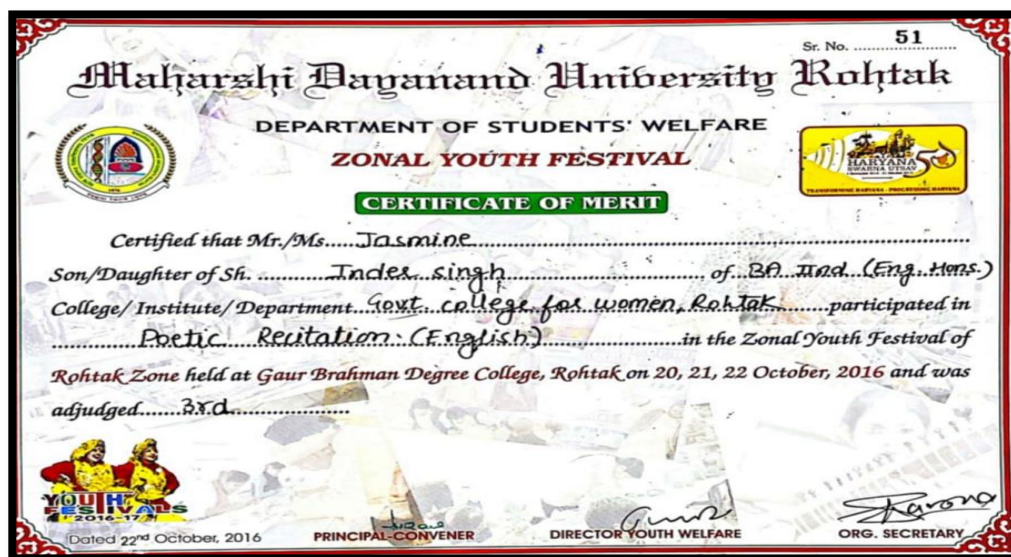 Sr. No. 51
Maharshi Dayanand University Rohtak
DEPARTMENT OF STUDENTS' WELFARE
ZONAL YOUTH FESTIVAL
HARYANA
SWARNA UTSAV
TRANSFORMING HARYANA - PROGRESSING HARYANA
CERTIFICATE OF MERIT
Certified that Mr./Ms. Jasmine
Son/Daughter of Sh. Inder singh of BA IInd (Eng. Hons.)
College/Institute/Department Govt. college for women, Rohtak participated in
Poetic Recitation. (English) in the Zonal Youth Festival of
Rohtak Zone held at Gaur Brahman Degree College, Rohtak on 20, 21, 22 October, 2016 and was
adjudged 3rd
YOUTH
FESTIVALS
2016-17
Dated 22nd October, 2016
PRINCIPAL-CONVENER
DIRECTOR YOUTH WELFARE
ORG. SECRETARY